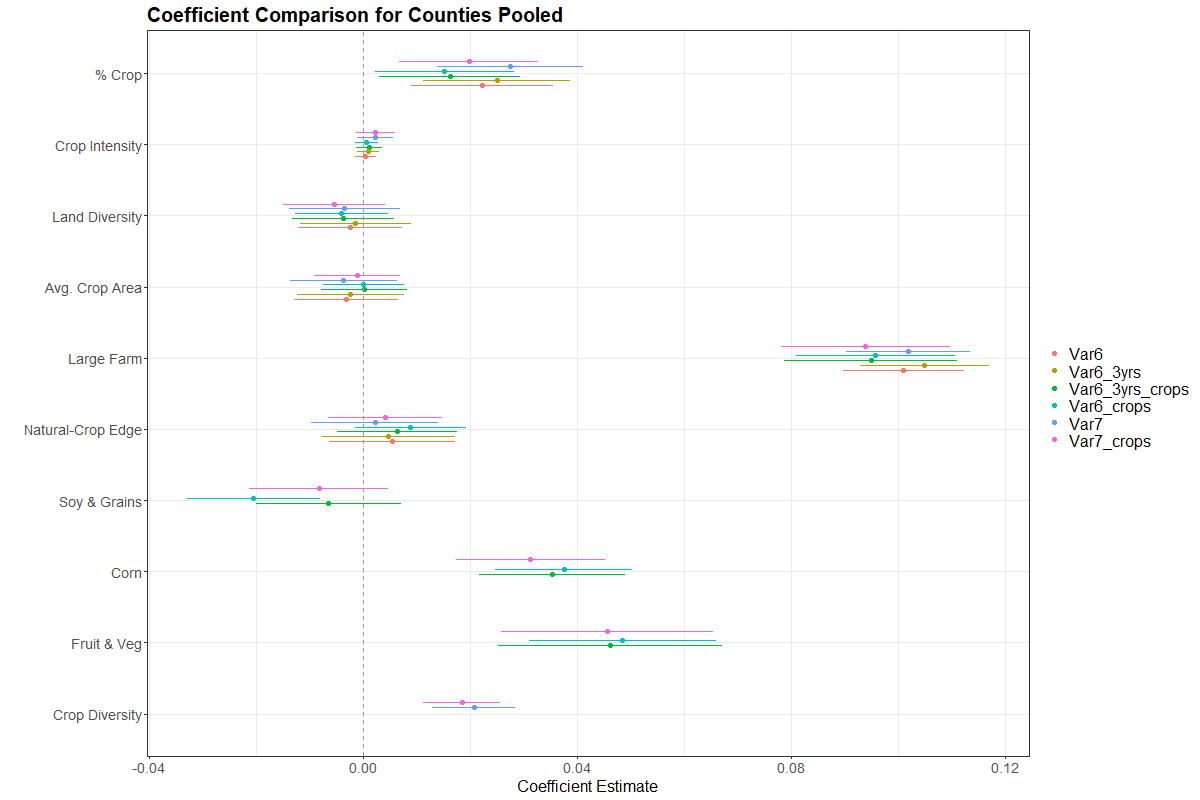 Coefficient Comparison for Counties Pooled
% Crop
Crop Intensity
Land Diversity
Avg. Crop Area
Large Farm
Natural-Crop Edge
Soy & Grains
Corn
Fruit & Veg
Crop Diversity
-0.04 0.00 0.04 0.08 0.12
Coefficient Estimate
Var6
Var6_3yrs
Var6_3yrs_crops
Var6_crops
Var7
Var7_crops